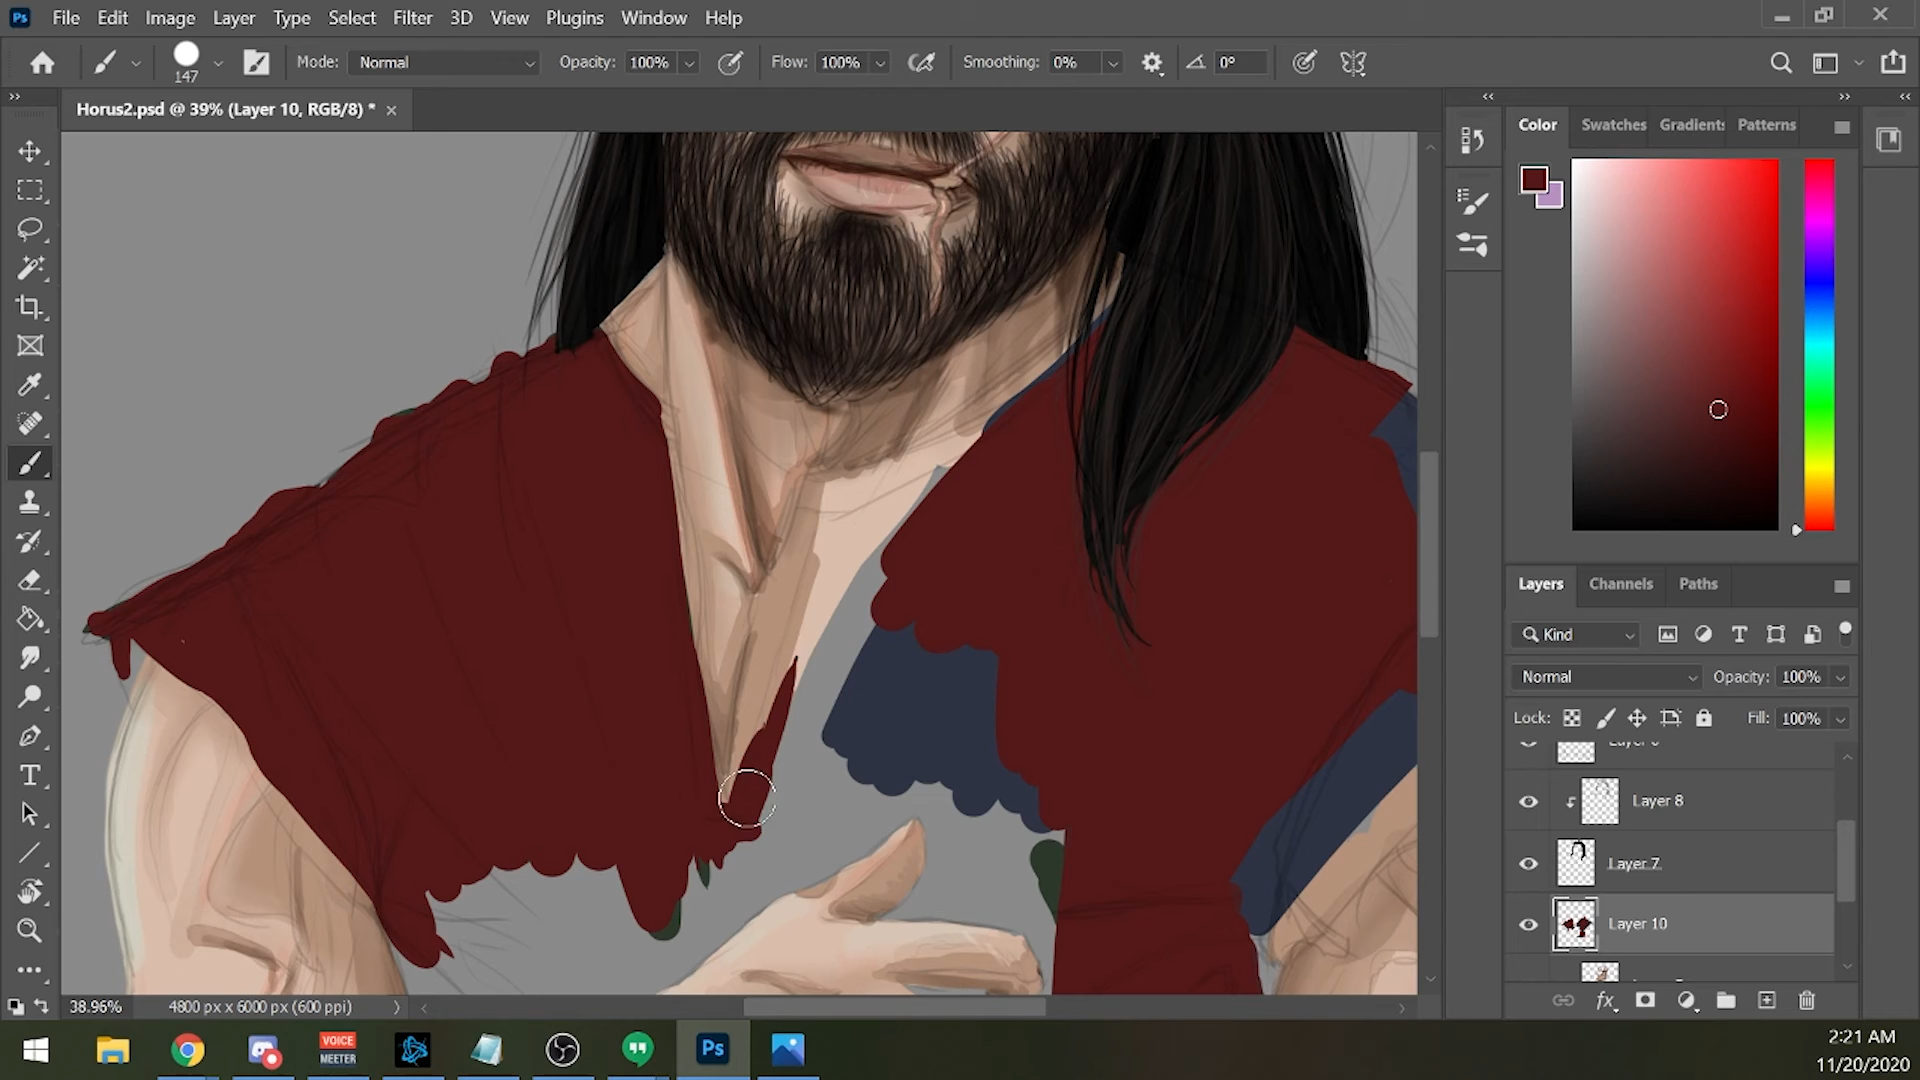 Ps File Edit Image Layer Type Select Filter 3D View Plugins Window Help
147 Mode: Normal Opacity: 100% Flow: 100% Smoothing: 0% 0°
Horus2.psd @ 39% (Layer 10, RGB/8) *
Color Swatches Gradients Patterns
Layers Channels Paths
Kind
Normal Opacity: 100%
Lock: Fill: 100%
Layer 8
Layer 7
Layer 10
38.96% 4800 px x 6000 px (600 ppi)
VOICE
MEETER
Ps
2:21 AM
11/20/2020